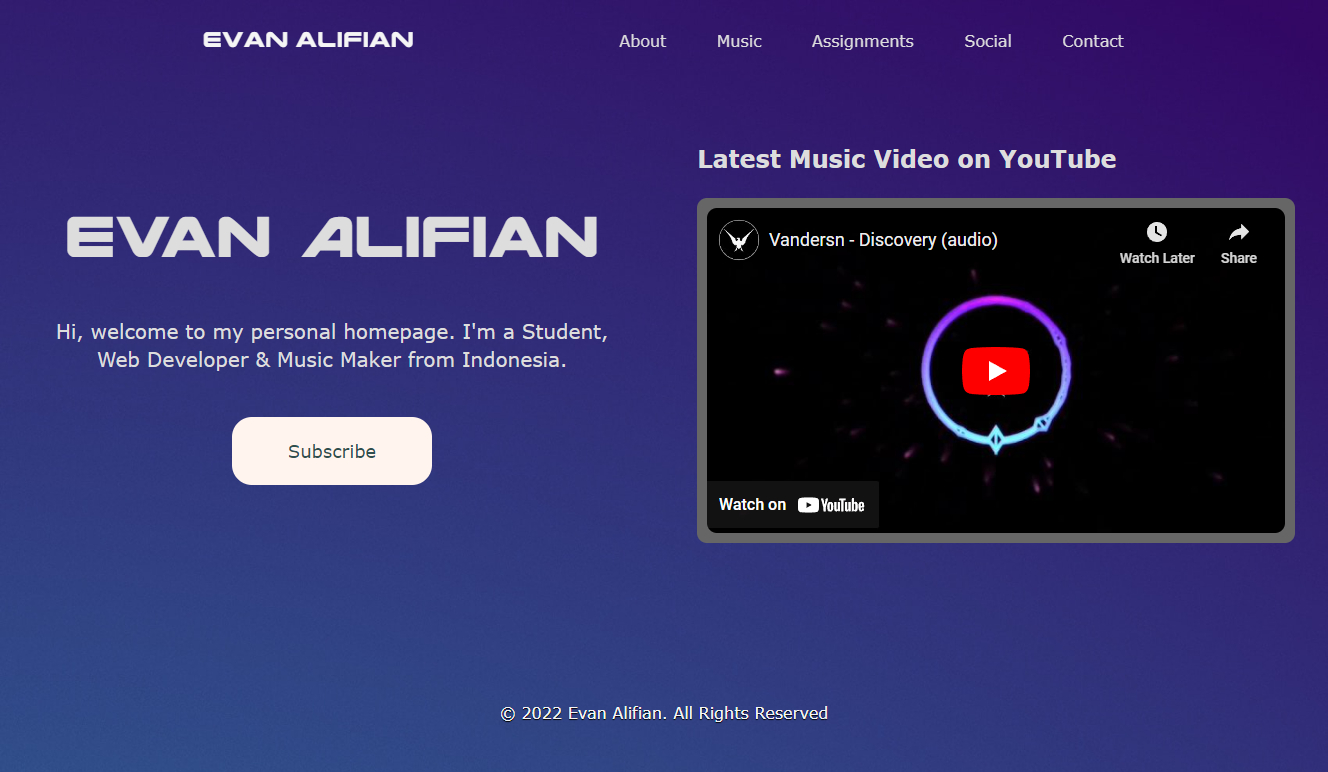 EVAN ALIFIAN
About
Music
Assignments
Social
Contact
EVAN ALIFIAN
Hi, welcome to my personal homepage. I'm a Student,
Web Developer & Music Maker from Indonesia.
Subscribe
Latest Music Video on YouTube
Vandersn - Discovery (audio)
Watch Later
Share
Watch on YouTube
© 2022 Evan Alifian. All Rights Reserved